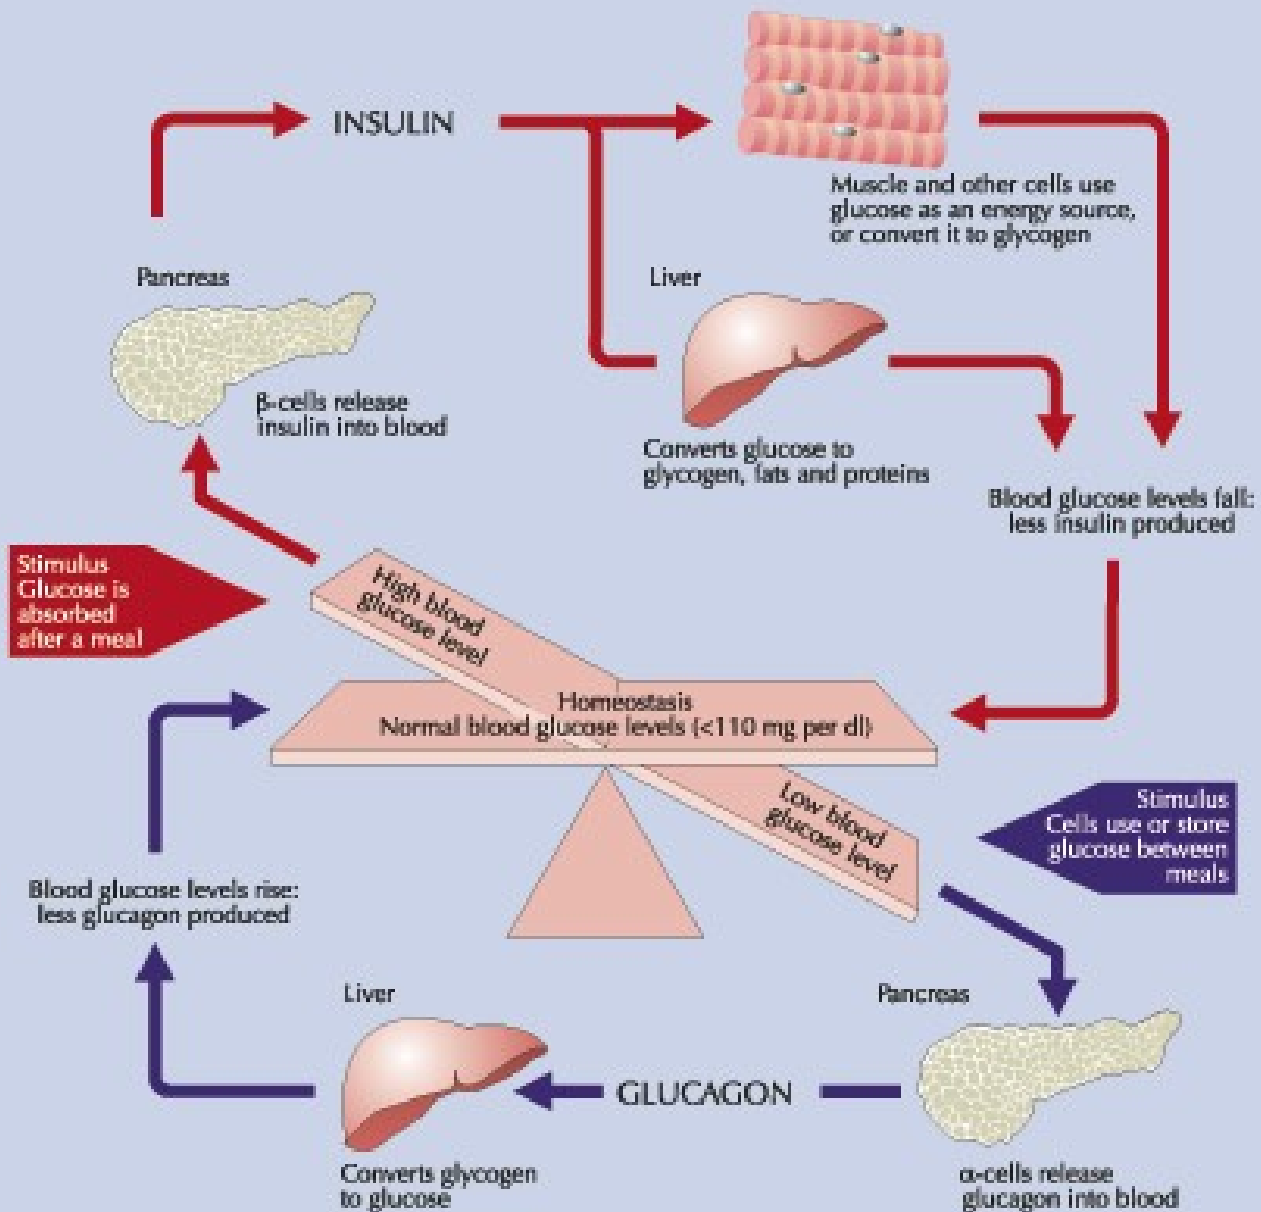 INSULIN
Muscle and other cells use
glucose as an energy source,
or convert it to glycogen
Pancreas
Liver
β-cells release
insulin into blood
Converts glucose to
glycogen, fats and proteins
Blood glucose levels fall:
less insulin produced
Stimulus
Glucose is
absorbed
after a meal
High blood
glucose level
Homeostasis
Normal blood glucose levels (<110 mg per dl)
Low blood
glucose level
Stimulus
Cells use or store
glucose between
meals
Blood glucose levels rise:
less glucagon produced
Liver
Pancreas
GLUCAGON
Converts glycogen
to glucose
α-cells release
glucagon into blood